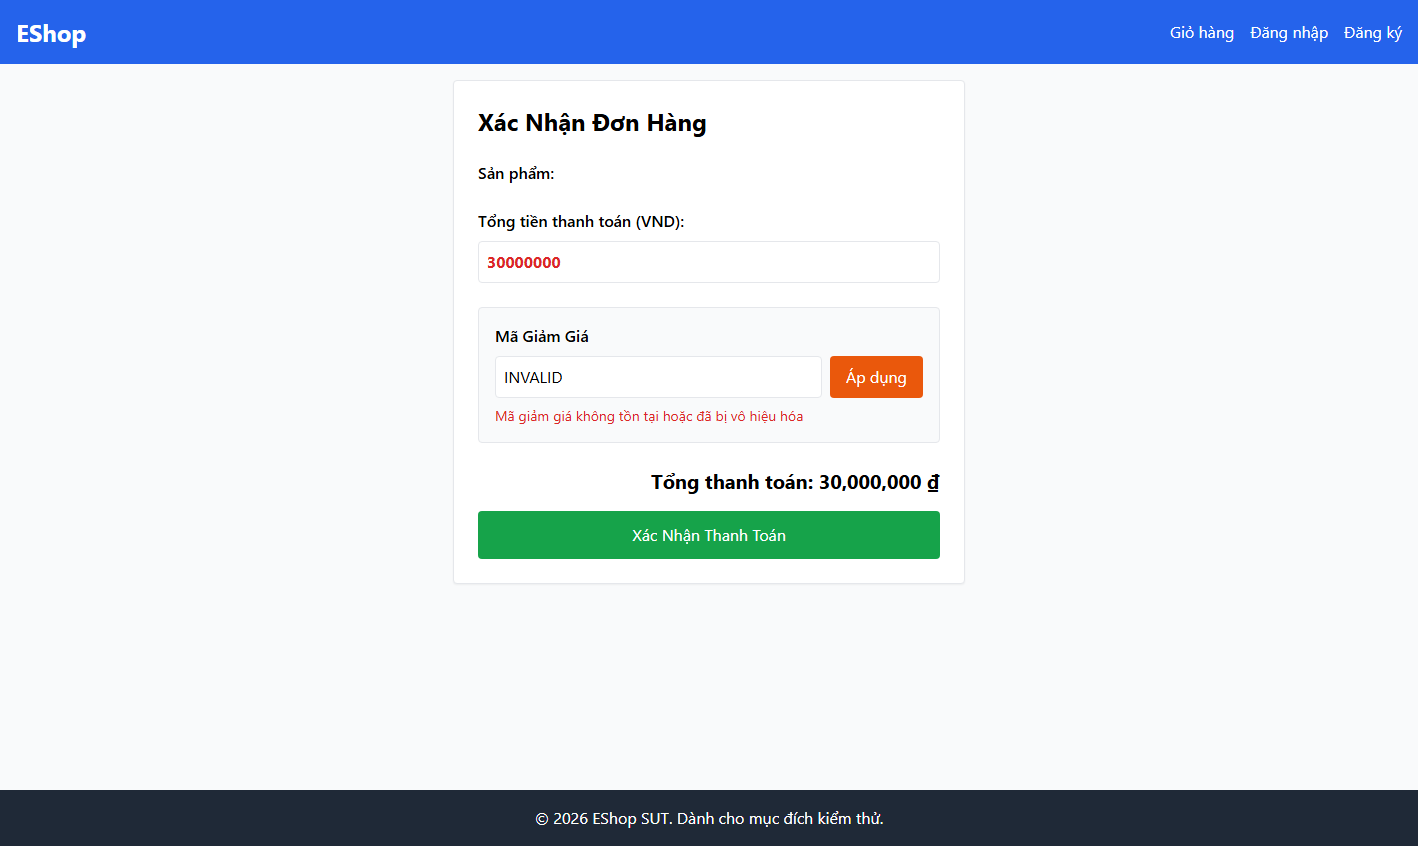 EShop
Giỏ hàng Đăng nhập Đăng ký
Xác Nhận Đơn Hàng
Sản phẩm:
Tổng tiền thanh toán (VND):
30000000
Mã Giảm Giá
INVALID
Áp dụng
Mã giảm giá không tồn tại hoặc đã bị vô hiệu hóa
Tổng thanh toán: 30,000,000 ₫
Xác Nhận Thanh Toán
© 2026 EShop SUT. Dành cho mục đích kiểm thử.